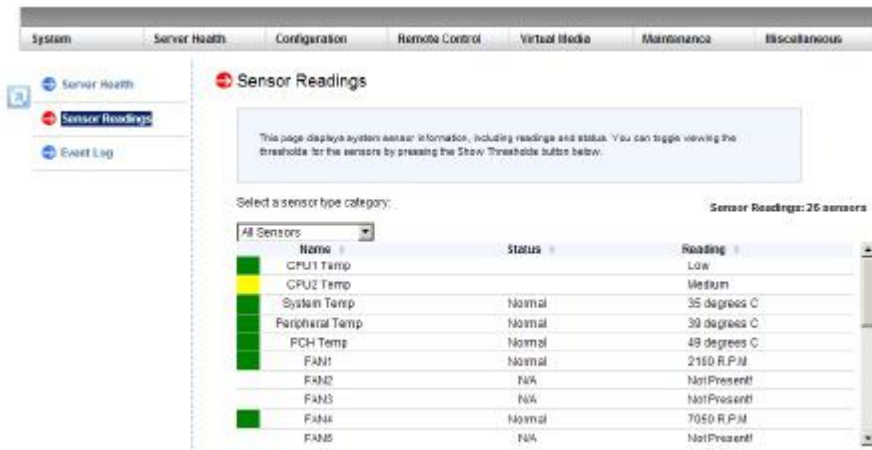 System Server Health Configuration Remote Control Virtual Media Maintenance Miscellaneous
Server Health
Sensor Readings
Event Log
Sensor Readings
This page displays system sensor information, including readings and status. You can toggle viewing the
thresholds for the sensors by pressing the Show Thresholds button below.
Select a sensor type category:
Sensor Readings: 26 sensors
All Sensors
Name Status Reading
CPU1 Temp Low
CPU2 Temp Medium
System Temp Normal 35 degrees C
Peripheral Temp Normal 39 degrees C
PCH Temp Normal 49 degrees C
FAN1 Normal 2160 R.P.M
FAN2 N/A Not Present!
FAN3 N/A Not Present!
FAN4 Normal 7050 R.P.M
FAN5 N/A Not Present!